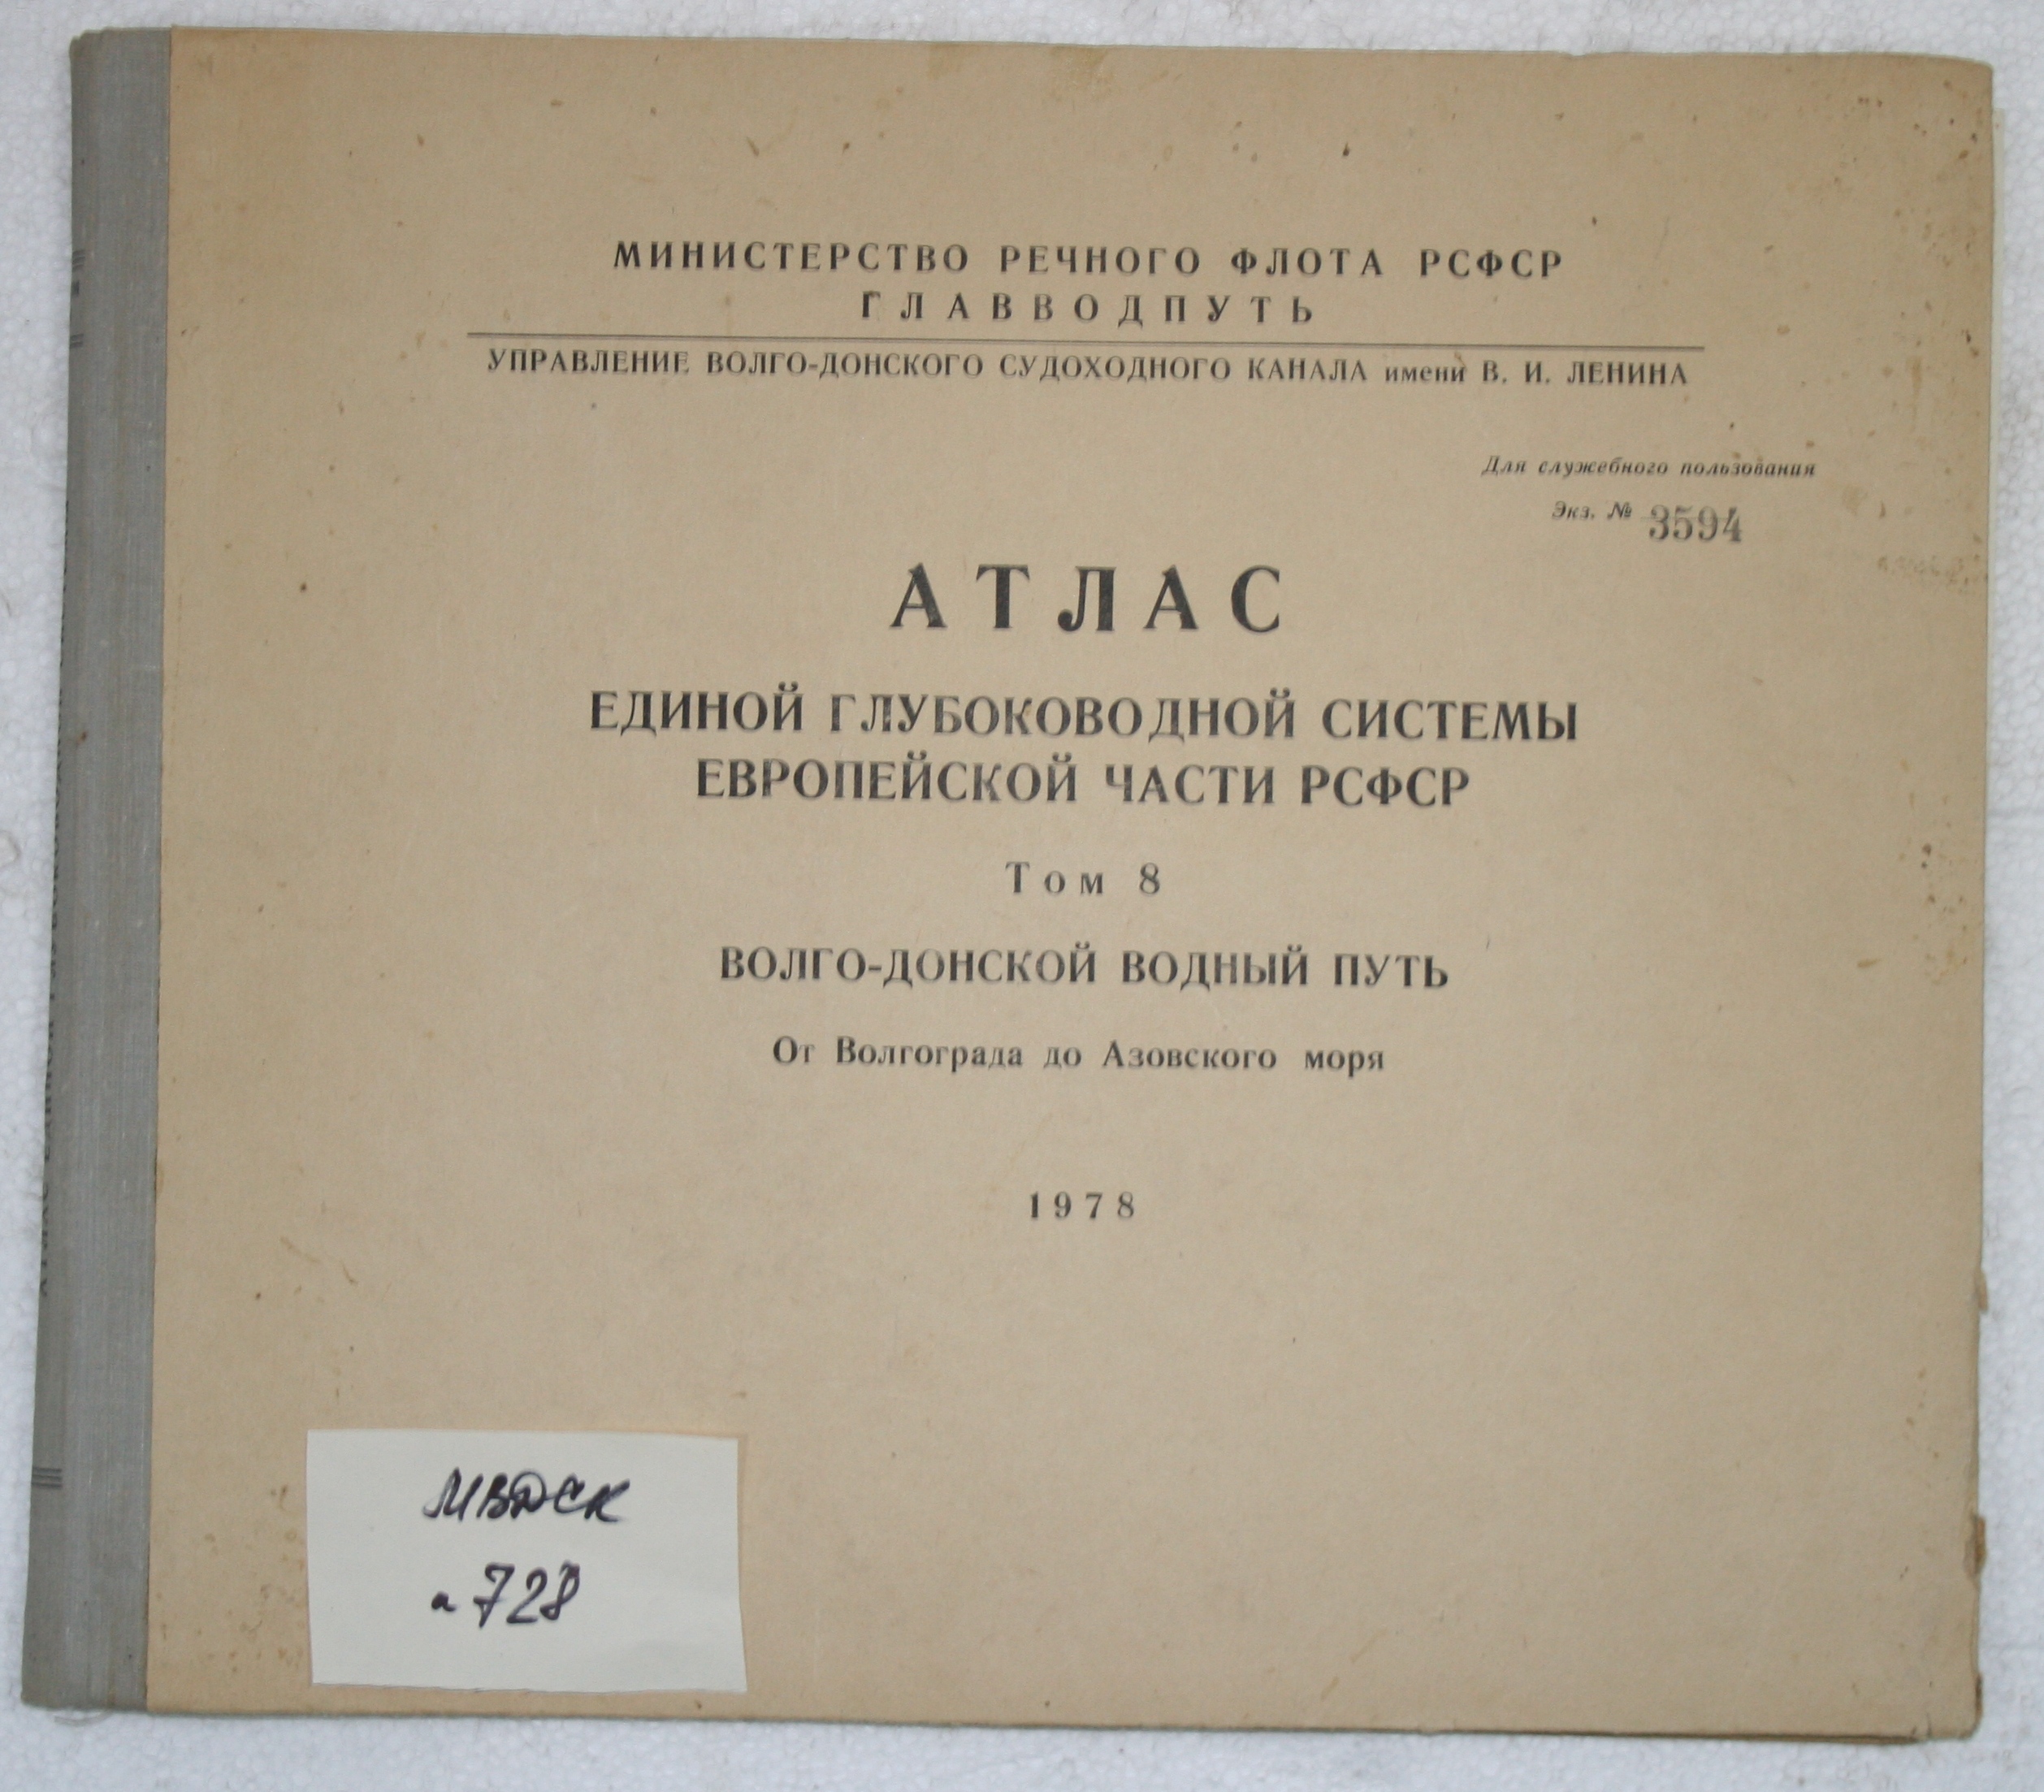 МИНИСТЕРСТВО РЕЧНОГО ФЛОТА РСФСР
ГЛАВВОДПУТЬ
УПРАВЛЕНИЕ ВОЛГО-ДОНСКОГО СУДОХОДНОГО КАНАЛА имени В. И. ЛЕНИНА
Для служебного пользования
Экз. № 3594
АТЛАС
ЕДИНОЙ ГЛУБОКОВОДНОЙ СИСТЕМЫ
ЕВРОПЕЙСКОЙ ЧАСТИ РСФСР
Том 8
ВОЛГО-ДОНСКОЙ ВОДНЫЙ ПУТЬ
От Волгограда до Азовского моря
1978
МВДСК
728